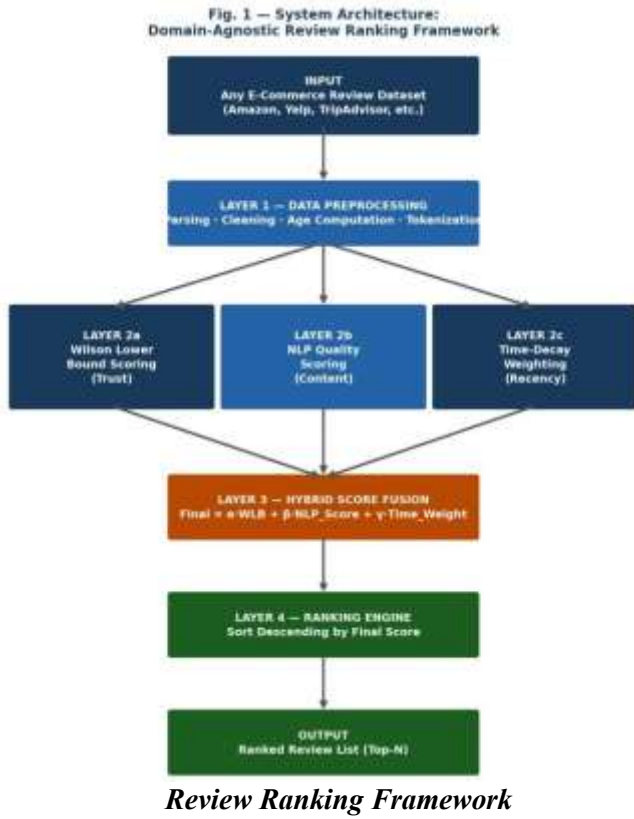 Fig. 1 — System Architecture:
Domain-Agnostic Review Ranking Framework
INPUT
Any E-Commerce Review Dataset
(Amazon, Yelp, TripAdvisor, etc.)
LAYER 1 — DATA PREPROCESSING
Parsing · Cleaning · Age Computation · Tokenization
LAYER 2a
Wilson Lower
Bound Scoring
(Trust)
LAYER 2b
NLP Quality
Scoring
(Content)
LAYER 2c
Time-Decay
Weighting
(Recency)
LAYER 3 — HYBRID SCORE FUSION
Final = α·WLB + β·NLP_Score + γ·Time_Weight
LAYER 4 — RANKING ENGINE
Sort Descending by Final Score
OUTPUT
Ranked Review List (Top-N)
Review Ranking Framework